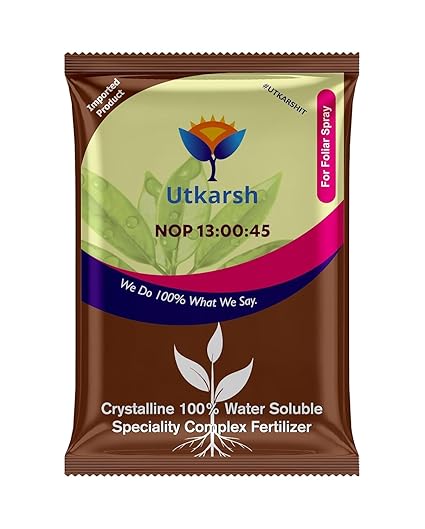 Imported
Product
#UTKARSHIT
For Foliar Spray
Utkarsh
NOP 13:00:45
We Do 100% What We Say.
Crystalline 100% Water Soluble
Speciality Complex Fertilizer